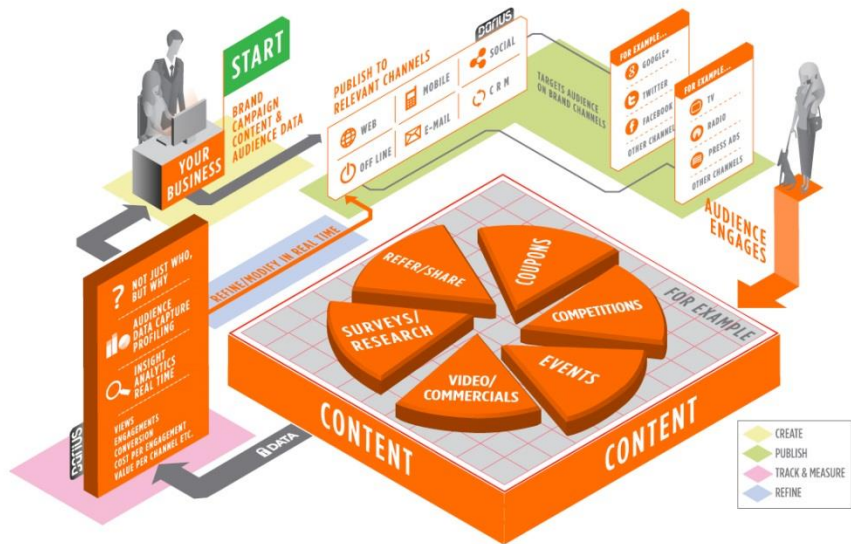 START
BRAND
CAMPAIGN
CONTENT
& AUDIENCE DATA
YOUR
BUSINESS
PUBLISH TO
RELEVANT CHANNELS
WEB
MOBILE
SOCIAL
OFF LINE
E-MAIL
CRM
TARGETS AUDIENCE
ON BRAND CHANNELS
FOR EXAMPLE...
GOOGLE+
TWITTER
FACEBOOK
OTHER CHANNEL
FOR EXAMPLE...
TV
RADIO
PRESS ADS
OTHER CHANNELS
AUDIENCE
ENGAGES
REFINE/MODIFY IN REAL TIME
? NOT JUST WHO,
BUT WHY
AUDIENCE
DATA CAPTURE
PROFILING
INSIGHT
ANALYTICS
REAL TIME
VIEWS
ENGAGEMENTS
CONVERSION
COST PER ENGAGEMENT
VALUE PER CHANNEL ETC.
DATA
REFER/SHARE
COUPONS
COMPETITIONS
EVENTS
VIDEO/
COMMERCIALS
SURVEYS/
RESEARCH
FOR EXAMPLE
CONTENT
CONTENT
CREATE
PUBLISH
TRACK & MEASURE
REFINE